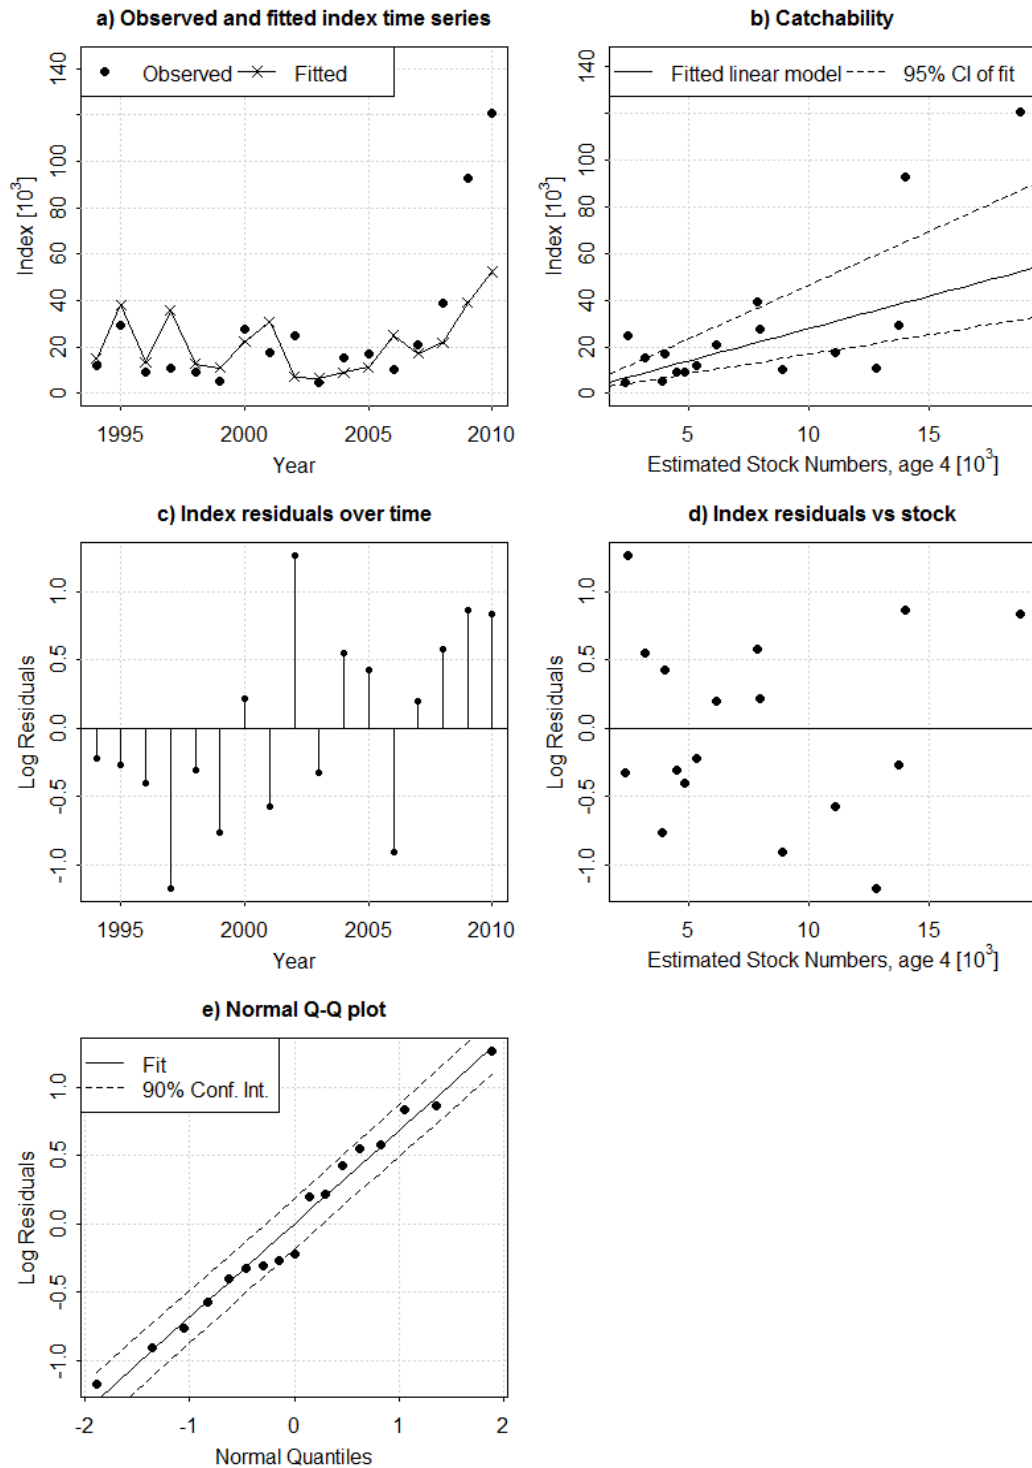 a) Observed and fitted index time series
Observed Fitted
Index [10³]
0 20 40 60 80 100 140
1995 2000 2005 2010
Year
b) Catchability
Fitted linear model 95% CI of fit
Index [10³]
0 20 40 60 80 100 140
5 10 15
Estimated Stock Numbers, age 4 [10³]
c) Index residuals over time
Log Residuals
-1.0 -0.5 0.0 0.5 1.0
1995 2000 2005 2010
Year
d) Index residuals vs stock
Log Residuals
-1.0 -0.5 0.0 0.5 1.0
5 10 15
Estimated Stock Numbers, age 4 [10³]
e) Normal Q-Q plot
Fit
90% Conf. Int.
Log Residuals
-1.0 -0.5 0.0 0.5 1.0
-2 -1 0 1 2
Normal Quantiles